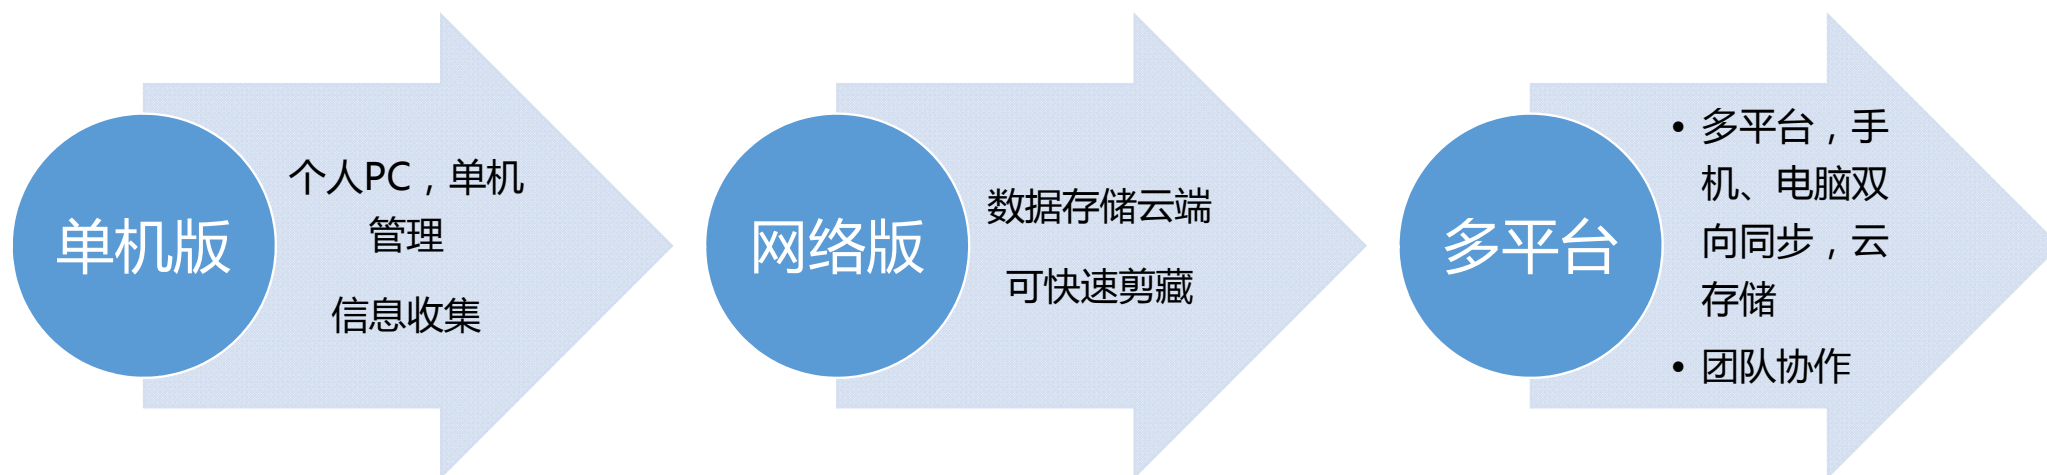 单机版
个人PC，单机
管理
信息收集
网络版
数据存储云端
可快速剪藏
多平台
• 多平台，手
机、电脑双
向同步，云
存储
• 团队协作